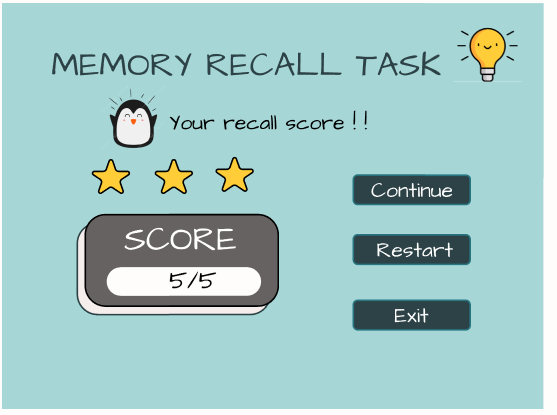 MEMORY RECALL TASK
Your recall score !!
SCORE
5/5
Continue
Restart
Exit